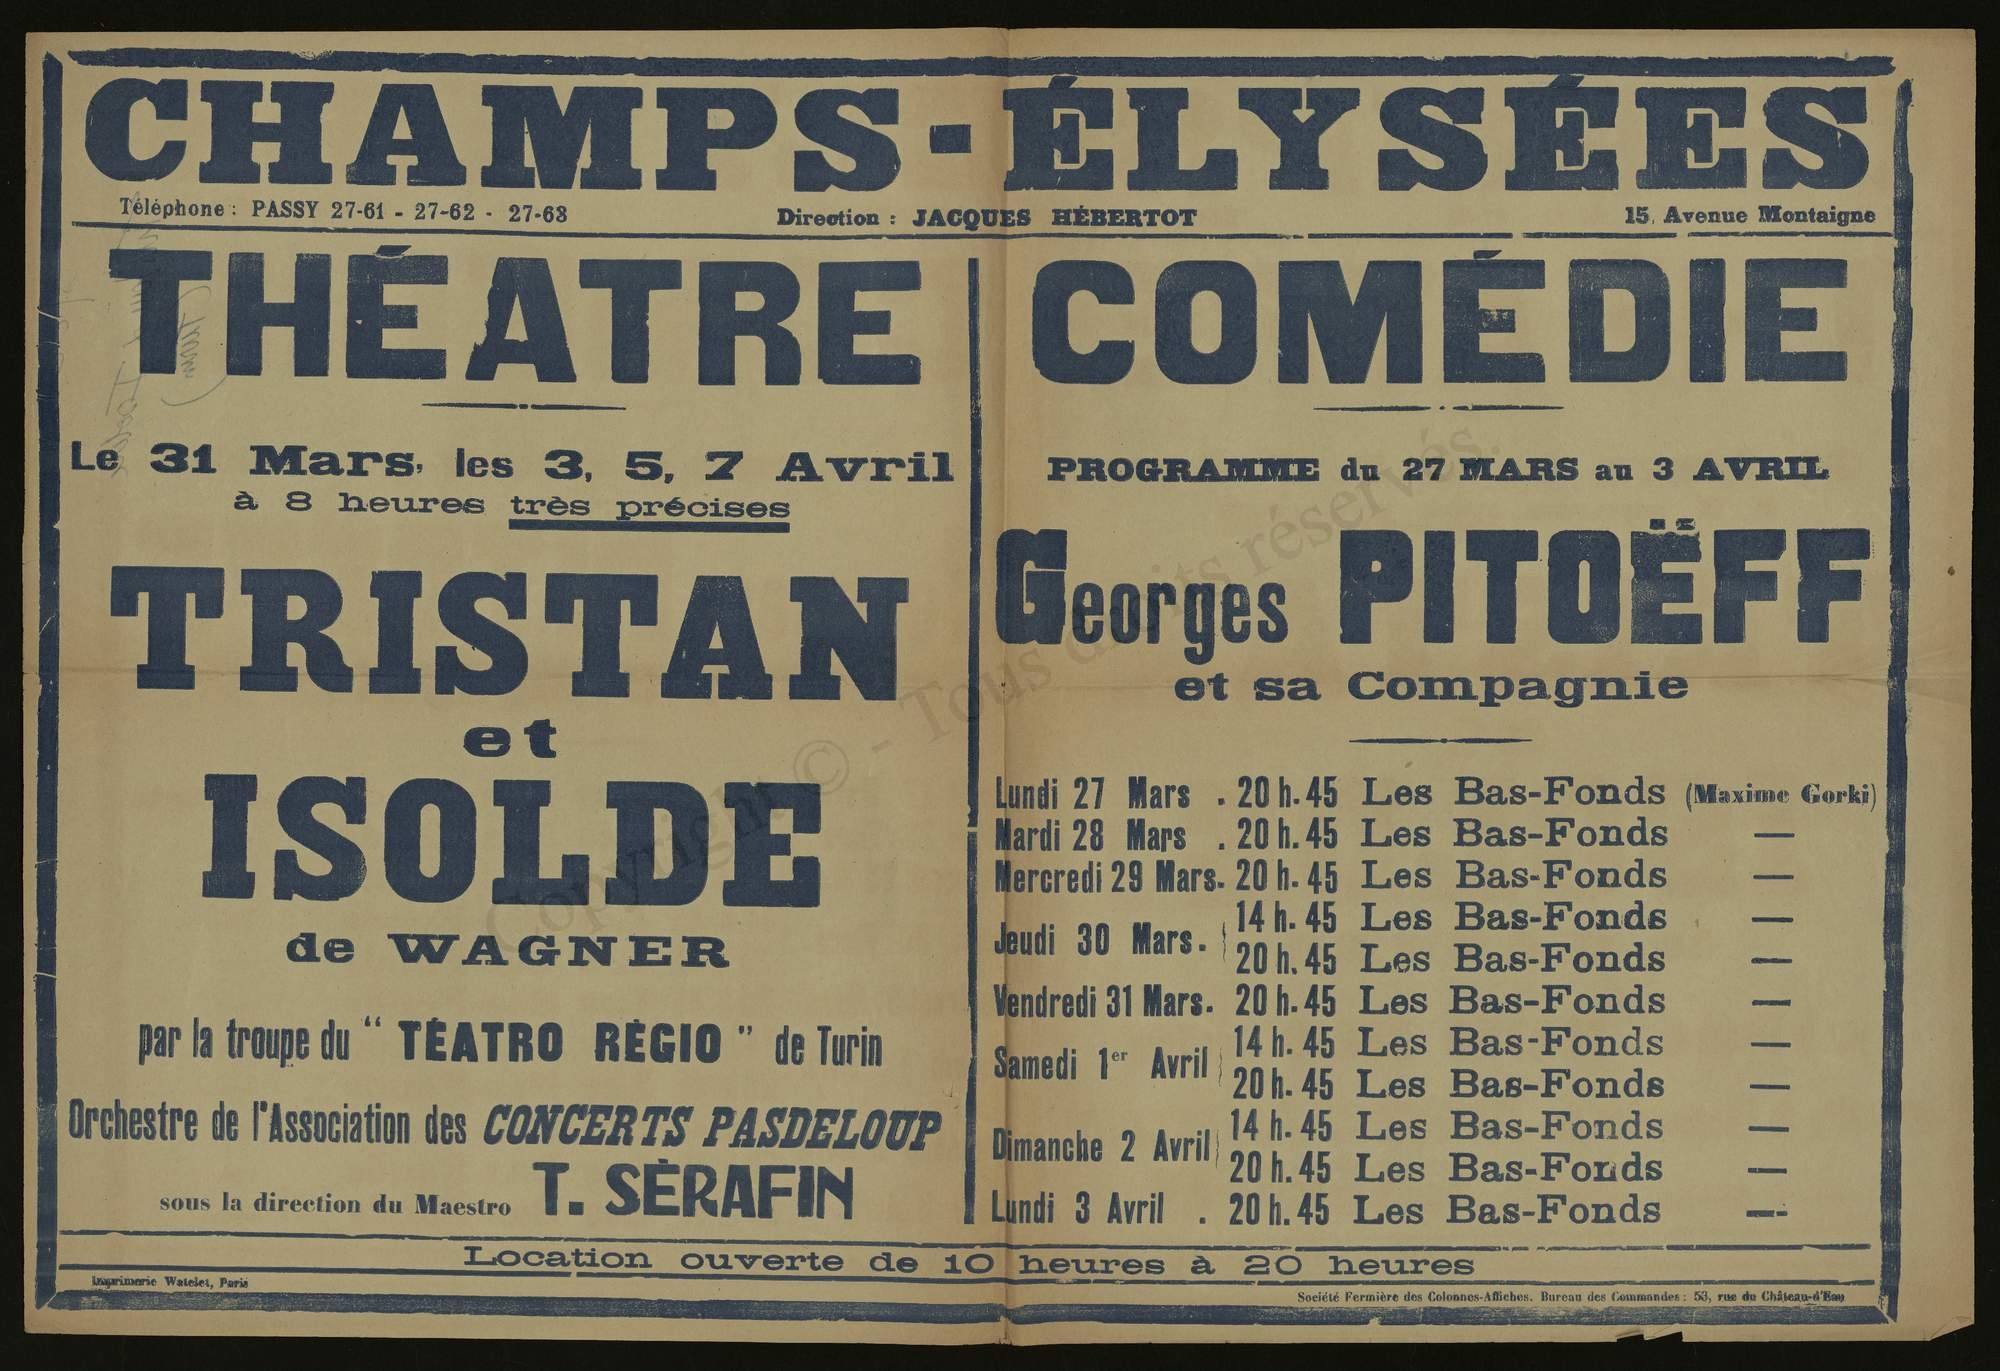 CHAMPS-ÉLYSÉES
Téléphone : PASSY 27-61 - 27-62 - 27-63
Direction : JACQUES HÉBERTOT
15, Avenue Montaigne
THÉATRE
Le 31 Mars, les 3, 5, 7 Avril
à 8 heures très précises
TRISTAN
et
ISOLDE
de WAGNER
par la troupe du “ TÉATRO RÉGIO ” de Turin
Orchestre de l'Association des CONCERTS PASDELOUP
sous la direction du Maestro T. SÉRAFIN
COMÉDIE
PROGRAMME du 27 MARS au 3 AVRIL
Georges PITOËFF
et sa Compagnie
Lundi 27 Mars . 20 h. 45 Les Bas-Fonds (Maxime Gorki)
Mardi 28 Mars . 20 h. 45 Les Bas-Fonds —
Mercredi 29 Mars. 20 h. 45 Les Bas-Fonds —
Jeudi 30 Mars. 14 h. 45 Les Bas-Fonds —
20 h. 45 Les Bas-Fonds —
Vendredi 31 Mars. 20 h. 45 Les Bas-Fonds —
Samedi 1er Avril 14 h. 45 Les Bas-Fonds —
20 h. 45 Les Bas-Fonds —
Dimanche 2 Avril 14 h. 45 Les Bas-Fonds —
20 h. 45 Les Bas-Fonds —
Lundi 3 Avril . 20 h. 45 Les Bas-Fonds —
Location ouverte de 10 heures à 20 heures
Imprimerie Watelet, Paris
Société Fermière des Colonnes-Affiches. Bureau des Commandes : 53, rue du Château-d'Eau
Copyright © - Tous droits réservés.